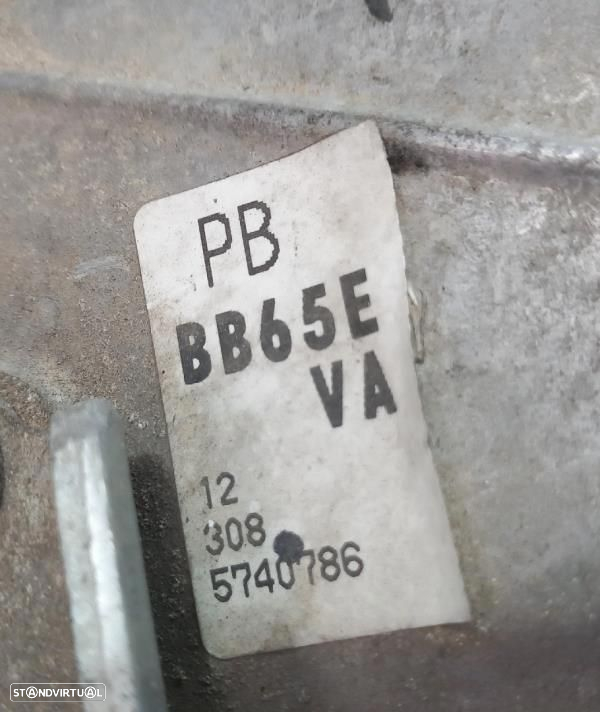 PB
BB65E
VA
12
308
5740786
STANDVIRTUAL